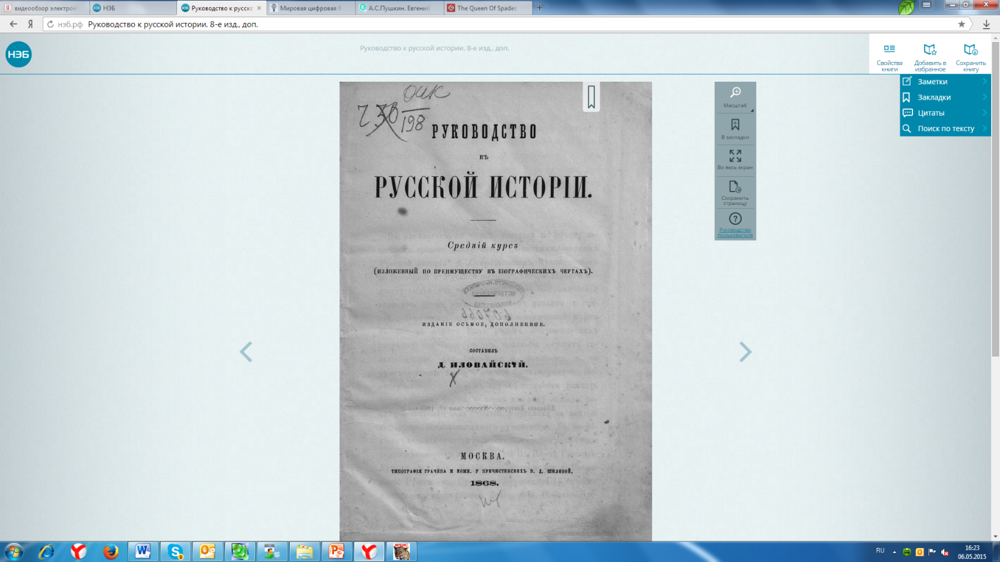 видеообзор электрон
НЭБ
Руководство к русско
Мировая цифровая б
А.С.Пушкин. Евгений
The Queen Of Spades
нэб.рф Руководство к русской истории. 8-е изд., доп.
НЭБ
Руководство к русской истории. 8-е изд., доп.
Свойства книги
Добавить в избранное
Сохранить книгу
Заметки
Закладки
Цитаты
Поиск по тексту
Масштаб
В закладки
Во весь экран
Сохранить страницу
Руководство пользователя
198
РУКОВОДСТВО
КЪ
РУССКОЙ ИСТОРІИ.
Средній курсъ
(ИЗЛОЖЕННЫЙ ПО ПРЕИМУЩЕСТВУ ВЪ БІОГРАФИЧЕСКИХЪ ЧЕРТАХЪ).
ИЗДАНІЕ ОСЬМОЕ, ДОПОЛНЕННОЕ.
СОСТАВИЛЪ
Д. ИЛОВАЙСКІЙ.
МОСКВА.
ТИПОГРАФІЯ ГРАЧЕВА И КОМП. У ПРЕЧИСТЕНСКИХЪ В. Д. ШИЛОВОЙ.
1868.
RU
16:23
06.05.2015